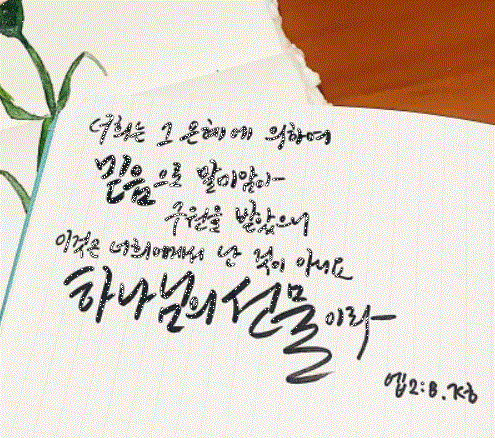 너희는 그 은혜에 의하여
믿음으로 말미암아
구원을 받았으니
이것은 너희에게서 난 것이 아니요
하나님의 선물이라
엡2:8.